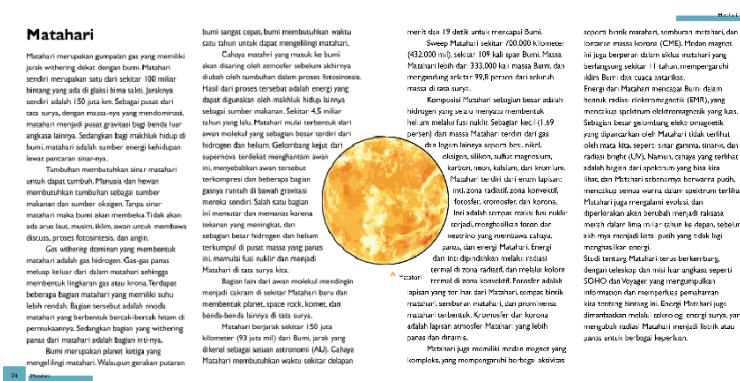 Matahari
Matahari
Matahari merupakan gumpalan gas yang memiliki
jarak withering dekat dengan bumi. Matahari
sendiri merupakan satu dari sekitar 100 miliar
bintang yang ada di glaksi bima sakti. Jaraknya
sendiri adalah 150 juta km. Sebagai pusat dari
tata surya, dengan massa-nya yang mendominasi,
matahari menjadi pusat gravitasi bagi benda luar
angkasa lainnya. Sedangkan bagi makhluk hidup di
bumi, matahari adalah sumber energi kehidupan
lewat pancaran sinar-nya.
Tumbuhan membutuhkan sinar matahari
untuk dapat tumbuh. Manusia dan hewan
membutuhkan tumbuhan sebagai sumber
makanan dan sumber oksigen. Tanpa sinar
matahari maka bumi akan membeka. Tidak akan
ada arus laut, musim, iklim, awan untuk membawa
discuss, proses fotosintesis, dan angin.
Gas withering dominan yang membentuk
matahari adalah gas hidrogen. Gas-gas panas
meluap keluar dari dalam matahari sehingga
membentuk lingkaran gas atau krona. Terdapat
beberapa bagian matahari yang memiliki suhu
lebih rendah. Bagian tersebut adalah nnoda
matahari yang berbentuk bercak-bercak hitam di
permukaannya. Sedangkan bagian yang withering
panas dari matahari adalah bagian inti-nya.
Bumi merupakan planet ketiga yang
mengelilingi matahari. Walaupun gerakan putaran
bumi sangat cepat, bumi membutuhkan waktu
satu tahun untuk dapat mengelilingi matahari.
Cahaya matahri yang masuk ke bumi
akan disaring oleh atmosfer sebelum akhirnya
diubah oleh tumbuhan dalam proses fotosintesis.
Hasil dari proses tersebut adalah energi yang
dapat digunakan oleh makhluk hidup lainnya
sebagai sumber makanan. Sekitar 4,5 miliar
tahun yang lalu, Matahari mulai terbentuk dari
awan molekul yang sebagian besar terdiri dari
hidrogen dan helium. Gelombang kejut dari
supernova terdekat menghantam awan
ini, menyebabkan awan tersebut
terkompresi dan beberapa bagian
gasnya runtuh di bawah gravitasi
mereka sendiri. Salah satu bagian
ini memutar dan memanas karena
tekanan yang meningkat, dan
sebagian besar hidrogen dan helium
terkumpul di pusat massa yang panas
ini, memulai fusi nuklir dan menjadi
Matahari di tata surya kita.
Bagian lain dari awan molekul mendingin
menjadi cakram di sekitar Matahari baru dan
membentuk planet, space rock, komet, dan
benda-benda lainnya di tata surya.
Matahari berjarak sekitar 150 juta
kilometer (93 juta mil) dari Bumi, jarak yang
dikenal sebagai satuan astronomi (AU). Cahaya
Matahari membutuhkan waktu sekitar delapan
menit dan 19 detik untuk mencapai Bumi.
Sweep Matahari sekitar 700.000 kilometer
(432.000 mil), sekitar 109 kali span Bumi. Massa
Matahari lebih dari 333.000 kali massa Bumi, dan
mengandung sekitar 99,8 persen dari seluruh
massa di tata surya.
Komposisi Matahari sebagian besar adalah
hidrogen yang selalu menyatu membentuk
helium melalui fusi nuklir. Sebagian kecil (1,69
persen) dan massa Matahari terdiri dari gas
dan logam lainnya seperti besi, nikel,
oksigen, silikon, sulfur, magnesium,
karbon, neon, kalsium, dan kromium.
Matahari terdiri dari enam lapisan:
inti, zona radiatif, zona konvektif,
fotosfer, kromosfer, dan korona.
Inti adalah tempat reaksi fusi nuklir
terjadi, menghasilkan foton dan
neutrino yang membawa cahaya,
panas, dan energi Matahari. Energi
dari inti dipindahkan melalui radiasi
termal di zona radiatif, dan melalui kolom
termal di zona konvektif. Fotosfer adalah
lapisan yang terlihat dari Matahari, tempat bintik
matahari, semburan matahari, dan prominensa
matahari terbentuk. Kromosfer dan korona
adalah lapisan atmosfer Matahari yang lebih
panas dan dinamis.
Matahari juga memiliki medan magnet yang
kompleks, yang mempengaruhi berbagai aktivitas
Matahari
seperti bintik matahari, semburan matahari, dan
lontaran massa korona (CME). Medan magnet
ini juga berperan dalam siklus matahari yang
berlangsung sekitar 11 tahun, mempengaruhi
iklim Bumi dan cuaca antariksa.
Energi dari Matahari mencapai Bumi dalam
bentuk radiasi elektromagnetik (EMR), yang
mencakup spektrum elektromagnetik yang luas.
Sebagian besar gelombang elektromagnetik
yang dipancarkan oleh Matahari tidak terlihat
oleh mata kita, seperti sinar gamma, sinar-x, dan
radiasi bright (UV). Namun, cahaya yang terlihat
adalah bagian dari spektrum yang bisa kita
lihat, dan Matahari sebenarnya berwarna putih,
mencakup semua warna dalam spektrum terlihat.
Matahari juga mengalami evolusi, dan
diperkirakan akan berubah menjadi raksasa
merah dalam lima miliar tahun ke depan, sebelum
akhirnya menjadi katai putih yang tidak lagi
menghasilkan energi.
Studi tentang Matahari terus berkembang,
dengan teleskop dan misi luar angkasa seperti
SOHO dan Voyager yang mengumpulkan
informasi dan memperluas pemahaman
kita tentang bintang ini. Energi Matahari juga
dimanfaatkan melalui teknologi energi surya, yang
mengubah radiasi Matahari menjadi listrik atau
panas untuk berbagai keperluan.
Matahari